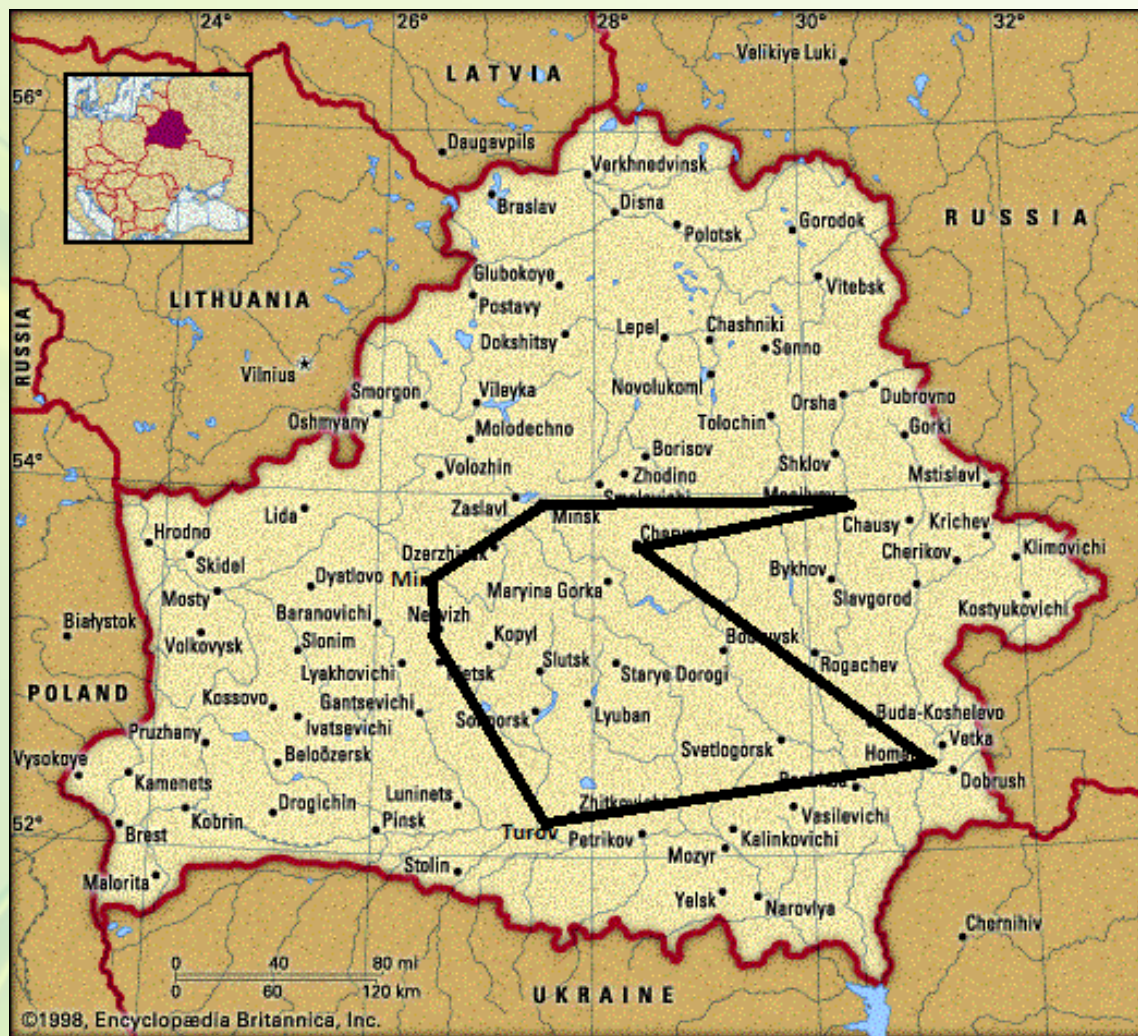 24°
26°
28°
30°
32°
Velikiye Luki
LATVIA
56°
Daugavpils
Verkhnedvinsk
Braslav
Disna
Polotsk
Gorodok
RUSSIA
Glubokoye
Vitebsk
LITHUANIA
Postavy
RUSSIA
Dokshitsy
Lepel
Chashniki
Senno
Vilnius
Smorgon
Vileyka
Novolukoml
Orsha
Dubrovno
Oshmyany
Molodechno
Tolochin
Gorki
54°
Volozhin
Borisov
Zhodino
Shklov
Mstislavl
Zaslavl
Lida
Minsk
Chausy
Krichev
Hrodno
Skidel
Dzerzhinsk
Cherikov
Klimovichi
Mir
Dyatlovo
Maryina Gorka
Bykhov
Mosty
Slavgorod
Kostyukovichi
Baranovichi
Białystok
Volkovysk
Slonim
Kopyl
Lyakhovichi
Slutsk
Starye Dorogi
Rogachev
POLAND
Kossovo
Gantsevichi
Lyuban
Buda-Koshelevo
Ivatsevichi
Pruzhany
Svetlogorsk
Vetka
Vysokoye
Beloözersk
Dobrush
Kamenets
Luninets
Drogichin
Vasilevichi
52°
Brest
Kobrin
Pinsk
Turov
Petrikov
Kalinkovichi
Mozyr
Stolin
Malorita
Yelsk
Narovlya
Chernihiv
0 40 80 mi
0 60 120 km
UKRAINE
©1998, Encyclopædia Britannica, Inc.